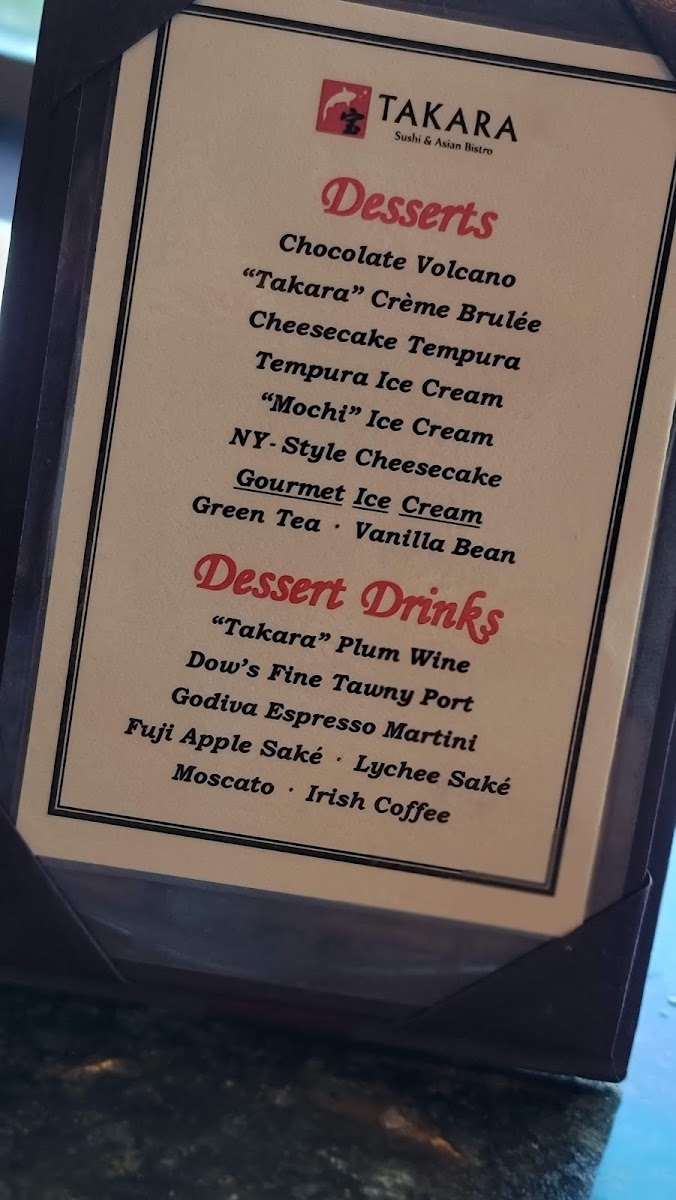 宝
TAKARA
Sushi & Asian Bistro
Desserts
Chocolate Volcano
“Takara” Crème Brulée
Cheesecake Tempura
Tempura Ice Cream
“Mochi” Ice Cream
NY-Style Cheesecake
Gourmet Ice Cream
Green Tea · Vanilla Bean
Dessert Drinks
“Takara” Plum Wine
Dow’s Fine Tawny Port
Godiva Espresso Martini
Fuji Apple Saké · Lychee Saké
Moscato · Irish Coffee